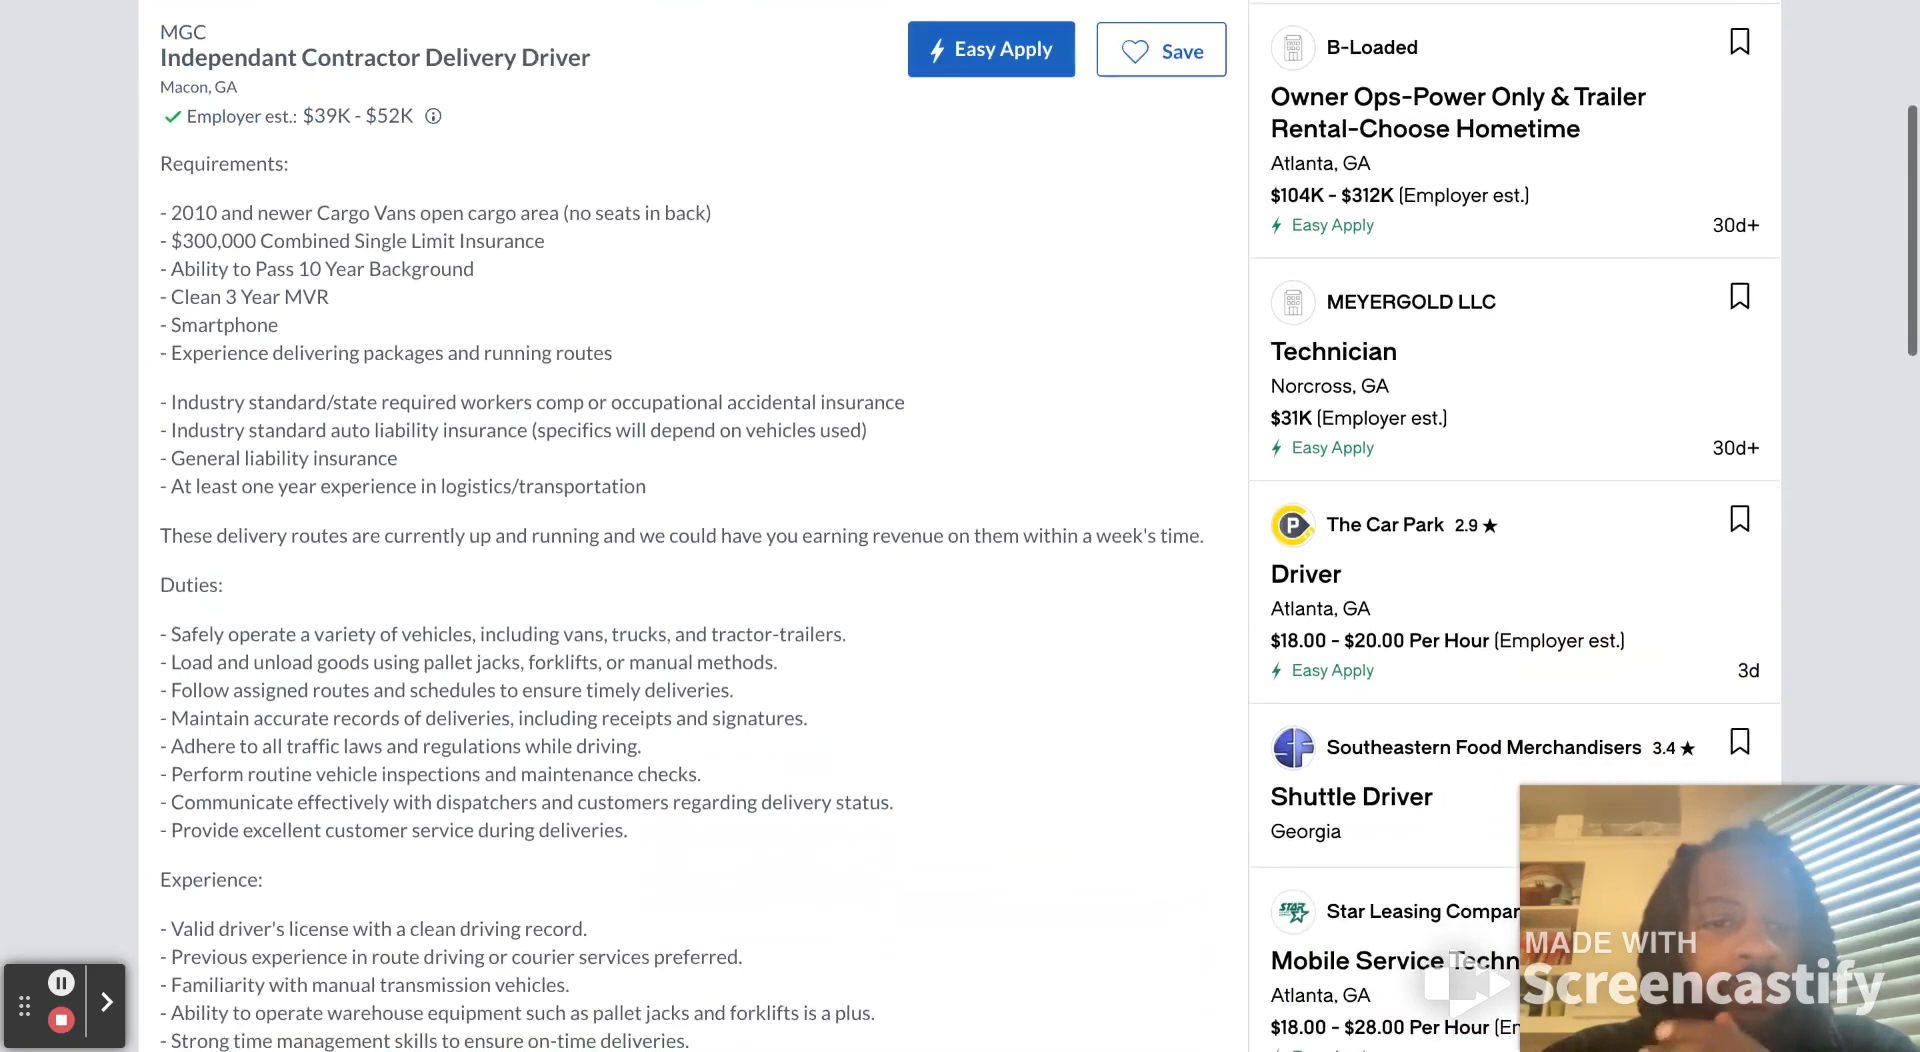 MGC
Independant Contractor Delivery Driver
Macon, GA
Employer est.: $39K - $52K
Easy Apply
Save
Requirements:
- 2010 and newer Cargo Vans open cargo area (no seats in back)
- $300,000 Combined Single Limit Insurance
- Ability to Pass 10 Year Background
- Clean 3 Year MVR
- Smartphone
- Experience delivering packages and running routes
- Industry standard/state required workers comp or occupational accidental insurance
- Industry standard auto liability insurance (specifics will depend on vehicles used)
- General liability insurance
- At least one year experience in logistics/transportation
These delivery routes are currently up and running and we could have you earning revenue on them within a week's time.
Duties:
- Safely operate a variety of vehicles, including vans, trucks, and tractor-trailers.
- Load and unload goods using pallet jacks, forklifts, or manual methods.
- Follow assigned routes and schedules to ensure timely deliveries.
- Maintain accurate records of deliveries, including receipts and signatures.
- Adhere to all traffic laws and regulations while driving.
- Perform routine vehicle inspections and maintenance checks.
- Communicate effectively with dispatchers and customers regarding delivery status.
- Provide excellent customer service during deliveries.
Experience:
- Valid driver's license with a clean driving record.
- Previous experience in route driving or courier services preferred.
- Familiarity with manual transmission vehicles.
- Ability to operate warehouse equipment such as pallet jacks and forklifts is a plus.
- Strong time management skills to ensure on-time deliveries.
B-Loaded
Owner Ops-Power Only & Trailer
Rental-Choose Hometime
Atlanta, GA
$104K - $312K (Employer est.)
Easy Apply
30d+
MEYERGOLD LLC
Technician
Norcross, GA
$31K (Employer est.)
Easy Apply
30d+
P
The Car Park 2.9 ★
Driver
Atlanta, GA
$18.00 - $20.00 Per Hour (Employer est.)
Easy Apply
3d
SF
Southeastern Food Merchandisers 3.4 ★
Shuttle Driver
Georgia
STAR
Star Leasing Compan
Mobile Service Techn
Atlanta, GA
$18.00 - $28.00 Per Hour (En
MADE WITH
Screencastify